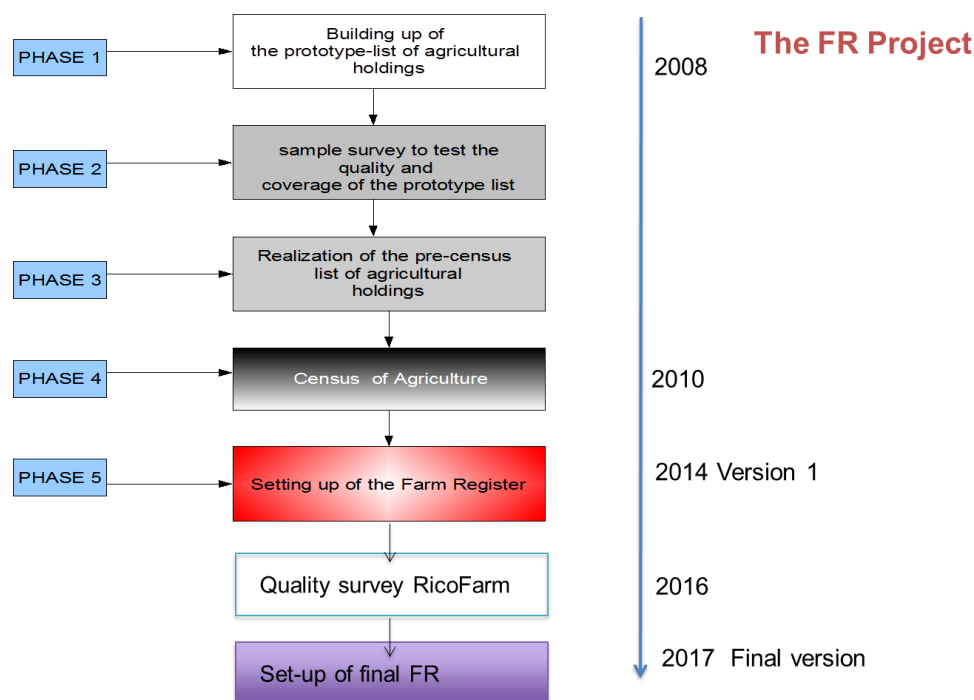 The FR Project
PHASE 1
Building up of
the prototype-list of agricultural
holdings
2008
PHASE 2
sample survey to test the
quality and
coverage of the prototype list
PHASE 3
Realization of the pre-census
list of agricultural
holdings
PHASE 4
Census of Agriculture
2010
PHASE 5
Setting up of the Farm Register
2014 Version 1
Quality survey RicoFarm
2016
Set-up of final FR
2017 Final version